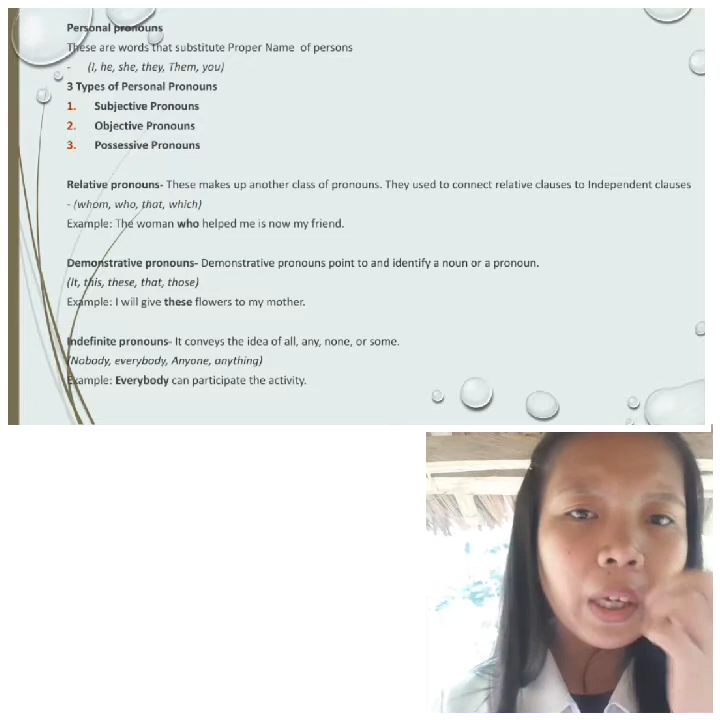 Personal pronouns
These are words that substitute Proper Name of persons
- (I, he, she, they, Them, you)
3 Types of Personal Pronouns
1. Subjective Pronouns
2. Objective Pronouns
3. Possessive Pronouns
Relative pronouns- These makes up another class of pronouns. They used to connect relative clauses to Independent clauses
- (whom, who, that, which)
Example: The woman who helped me is now my friend.
Demonstrative pronouns- Demonstrative pronouns point to and identify a noun or a pronoun.
(It, this, these, that, those)
Example: I will give these flowers to my mother.
Indefinite pronouns- It conveys the idea of all, any, none, or some.
(Nobody, everybody, Anyone, anything)
Example: Everybody can participate the activity.